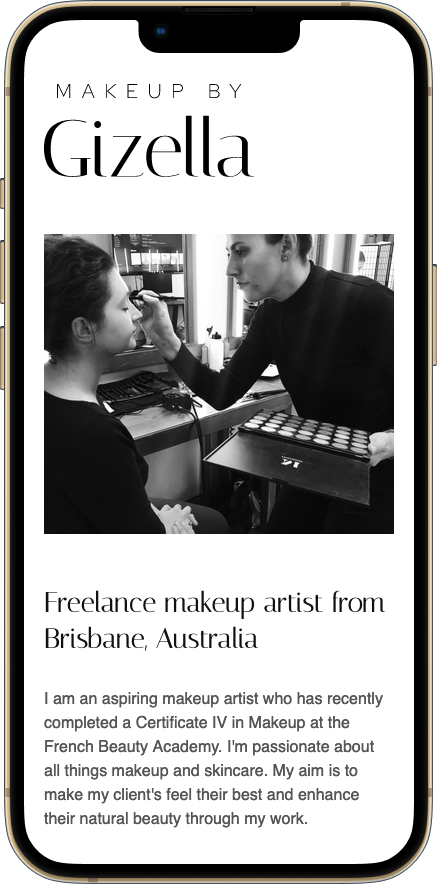 MAKEUP BY
Gizella
Freelance makeup artist from
Brisbane, Australia
I am an aspiring makeup artist who has recently
completed a Certificate IV in Makeup at the
French Beauty Academy. I'm passionate about
all things makeup and skincare. My aim is to
make my client's feel their best and enhance
their natural beauty through my work.